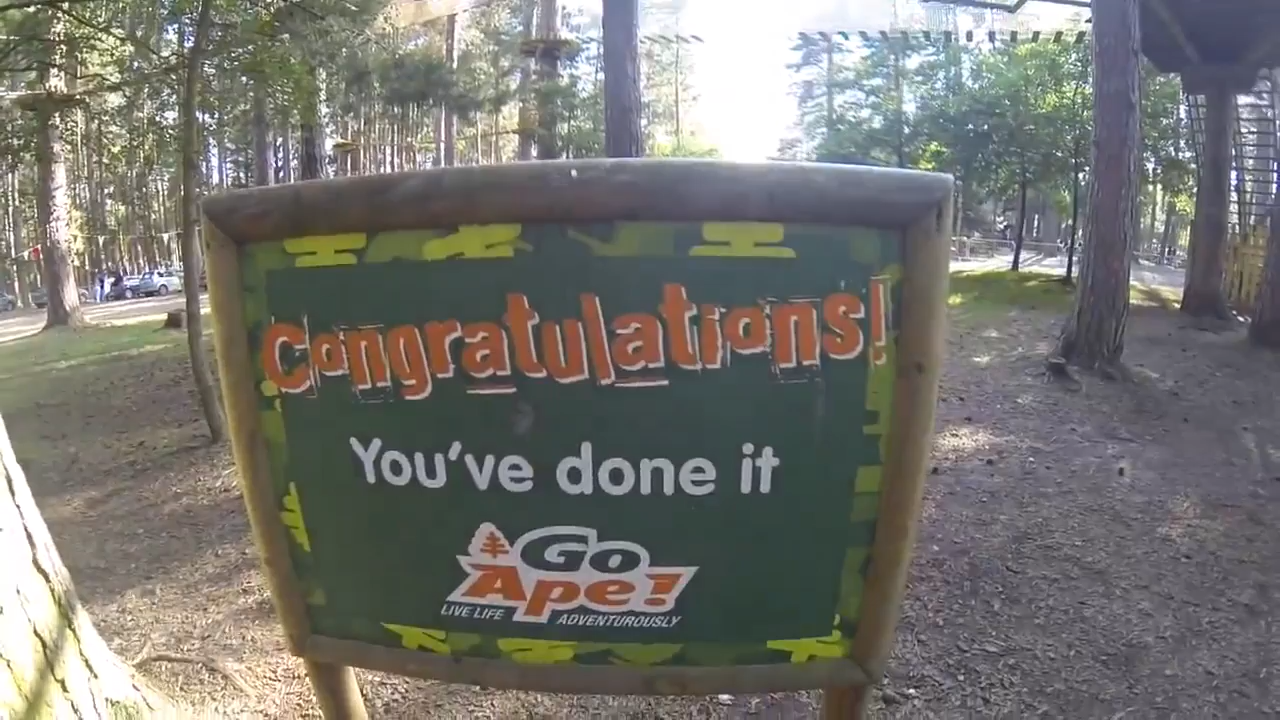 Congratulations!
You've done it
Go
Ape!
LIVE LIFE ADVENTUROUSLY